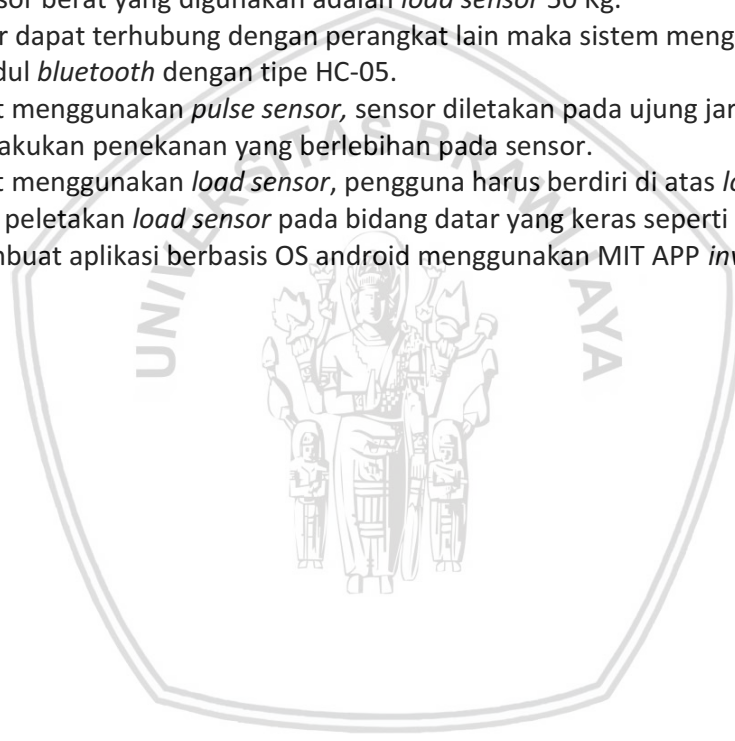 sor berat yang digunakan adalah load sensor 50 Kg.
r dapat terhubung dengan perangkat lain maka sistem meng
dul bluetooth dengan tipe HC-05.
t menggunakan pulse sensor, sensor diletakan pada ujung jar
akukan penekanan yang berlebihan pada sensor.
t menggunakan load sensor, pengguna harus berdiri di atas lo
peletakan load sensor pada bidang datar yang keras seperti
nbuat aplikasi berbasis OS android menggunakan MIT APP inv
UNIVERSITAS BRAWIJAYA